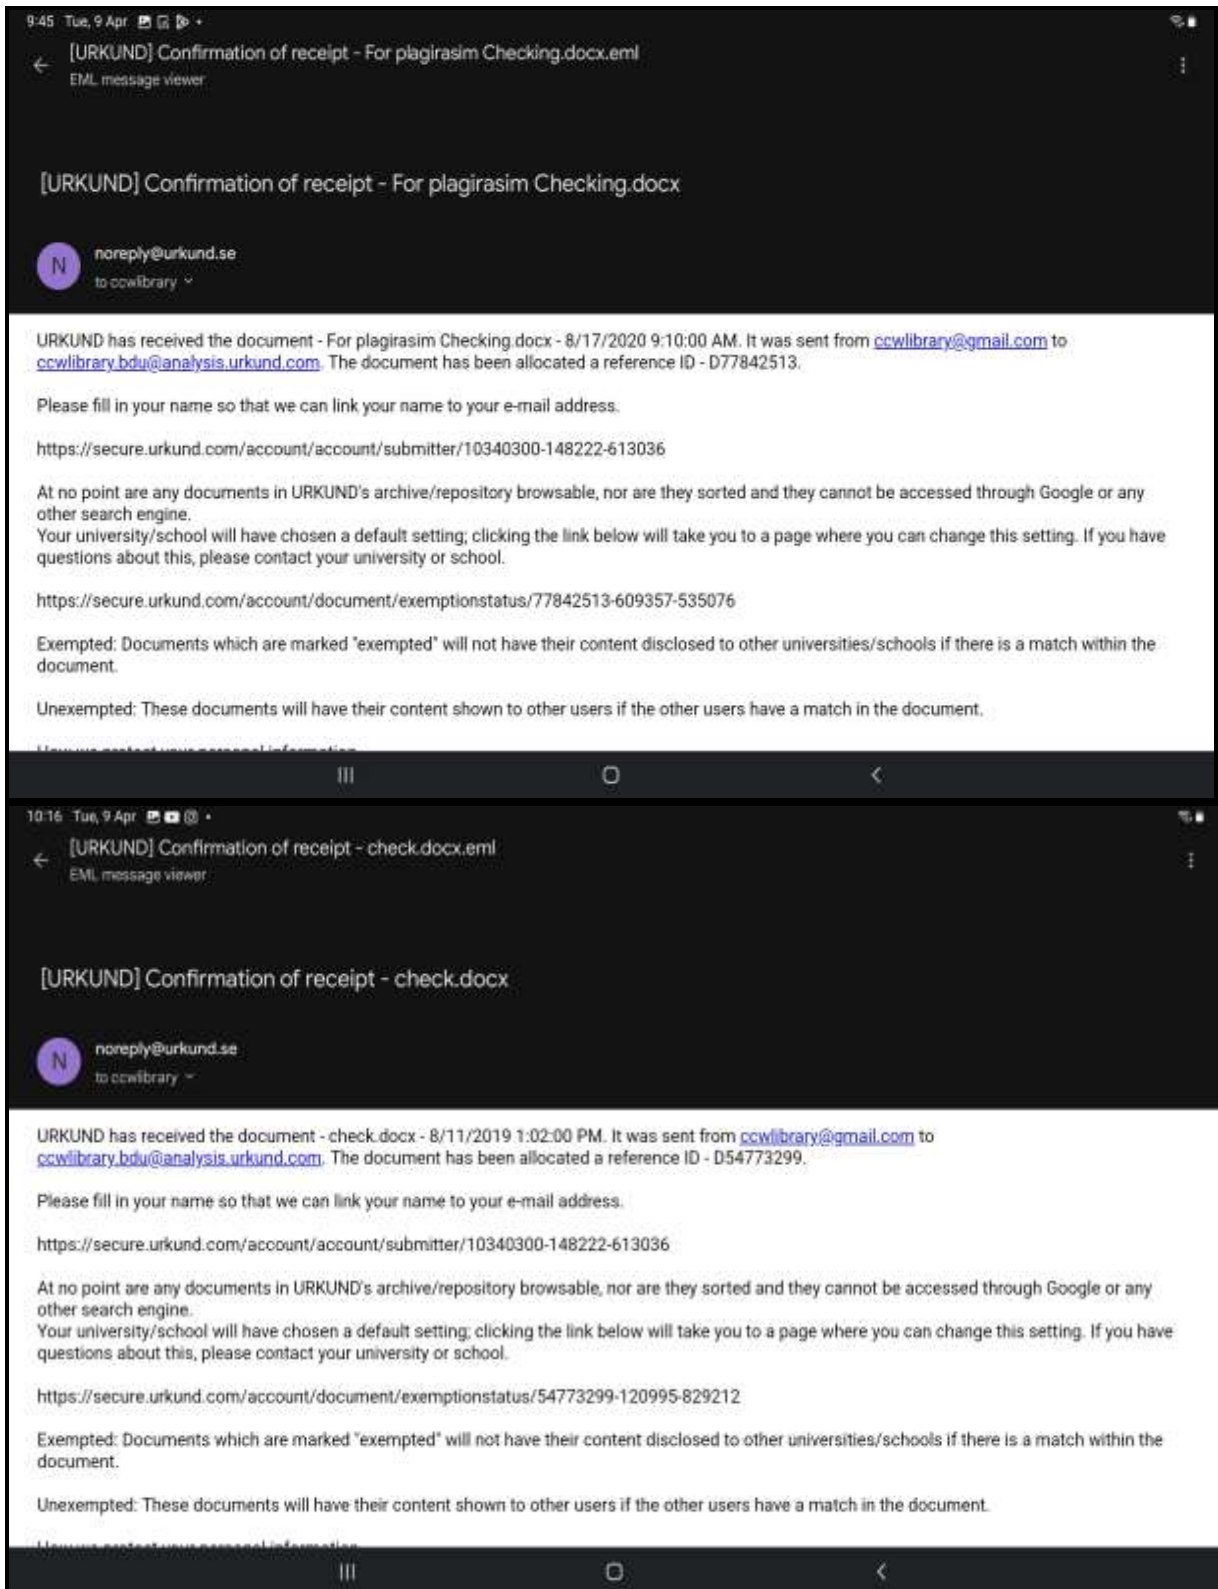 9:45 Tue, 9 Apr
[URKUND] Confirmation of receipt - For plagirasim Checking.docx.eml
EML message viewer
[URKUND] Confirmation of receipt - For plagirasim Checking.docx
N
noreply@urkund.se
to ccwlibrary
URKUND has received the document - For plagirasim Checking.docx - 8/17/2020 9:10:00 AM. It was sent from ccwlibrary@gmail.com to
ccwlibrary.bdu@analysis.urkund.com. The document has been allocated a reference ID - D77842513.
Please fill in your name so that we can link your name to your e-mail address.
https://secure.urkund.com/account/account/submitter/10340300-148222-613036
At no point are any documents in URKUND's archive/repository browsable, nor are they sorted and they cannot be accessed through Google or any
other search engine.
Your university/school will have chosen a default setting; clicking the link below will take you to a page where you can change this setting. If you have
questions about this, please contact your university or school.
https://secure.urkund.com/account/document/exemptionstatus/77842513-609357-535076
Exempted: Documents which are marked "exempted" will not have their content disclosed to other universities/schools if there is a match within the
document.
Unexempted: These documents will have their content shown to other users if the other users have a match in the document.
How we protect your personal information
10:16 Tue, 9 Apr
[URKUND] Confirmation of receipt - check.docx.eml
EML message viewer
[URKUND] Confirmation of receipt - check.docx
N
noreply@urkund.se
to ccwlibrary
URKUND has received the document - check.docx - 8/11/2019 1:02:00 PM. It was sent from ccwlibrary@gmail.com to
ccwlibrary.bdu@analysis.urkund.com. The document has been allocated a reference ID - D54773299.
Please fill in your name so that we can link your name to your e-mail address.
https://secure.urkund.com/account/account/submitter/10340300-148222-613036
At no point are any documents in URKUND's archive/repository browsable, nor are they sorted and they cannot be accessed through Google or any
other search engine.
Your university/school will have chosen a default setting; clicking the link below will take you to a page where you can change this setting. If you have
questions about this, please contact your university or school.
https://secure.urkund.com/account/document/exemptionstatus/54773299-120995-829212
Exempted: Documents which are marked "exempted" will not have their content disclosed to other universities/schools if there is a match within the
document.
Unexempted: These documents will have their content shown to other users if the other users have a match in the document.